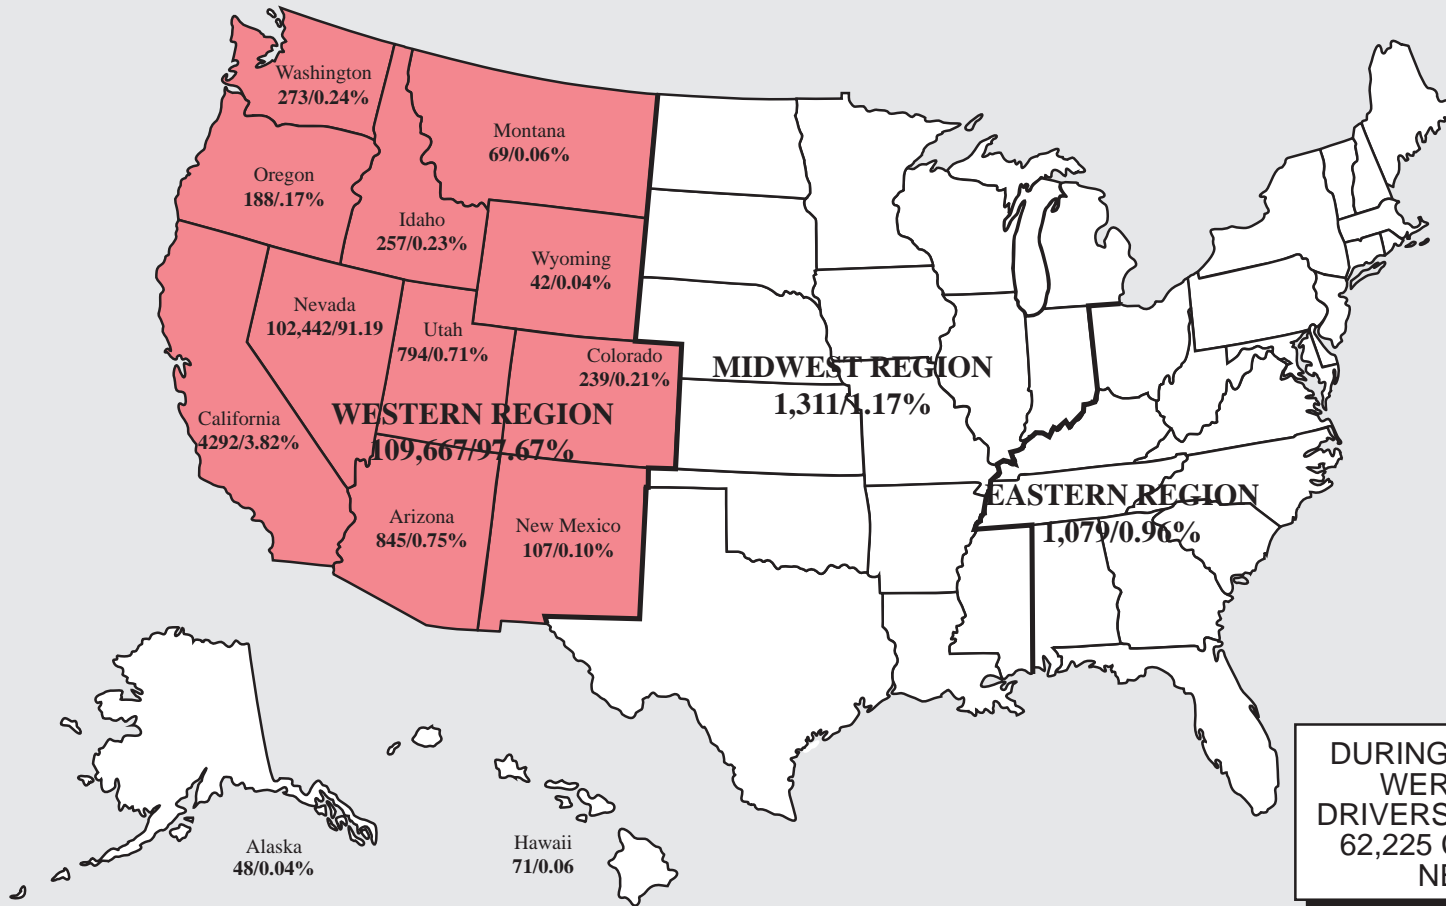 Washington
273/0.24%
Montana
69/0.06%
Oregon
188/.17%
Idaho
257/0.23%
Wyoming
42/0.04%
Nevada
102,442/91.19
Utah
794/0.71%
Colorado
239/0.21%
California
4292/3.82%
WESTERN REGION
109,667/97.67%
Arizona
845/0.75%
New Mexico
107/0.10%
MIDWEST REGION
1,311/1.17%
EASTERN REGION
1,079/0.96%
Alaska
48/0.04%
Hawaii
71/0.06
DURING
WER
DRIVERS
62,225
NE